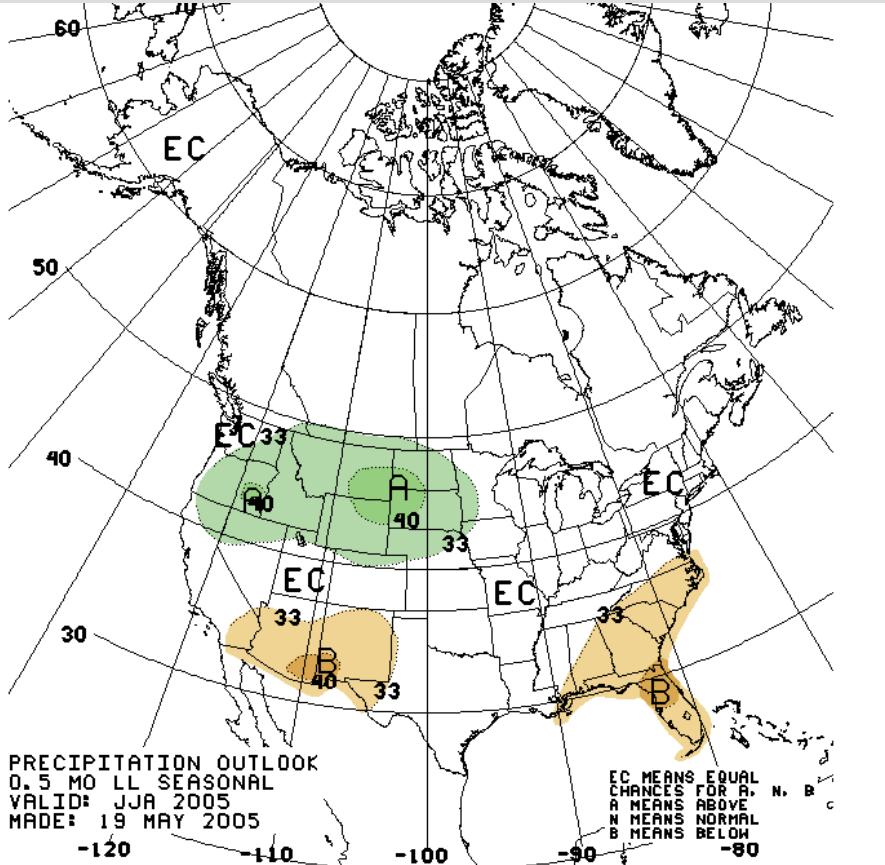 70
60
EC
50
EC 33
40
A
40
A
40
EC
33
EC
EC
33
33
30
B
40
33
B
PRECIPITATION OUTLOOK
0.5 MO LL SEASONAL
VALID: JJA 2005
MADE: 19 MAY 2005
EC MEANS EQUAL
CHANCES FOR A, N, B
A MEANS ABOVE
N MEANS NORMAL
B MEANS BELOW
-120
-110
-100
-90
-80